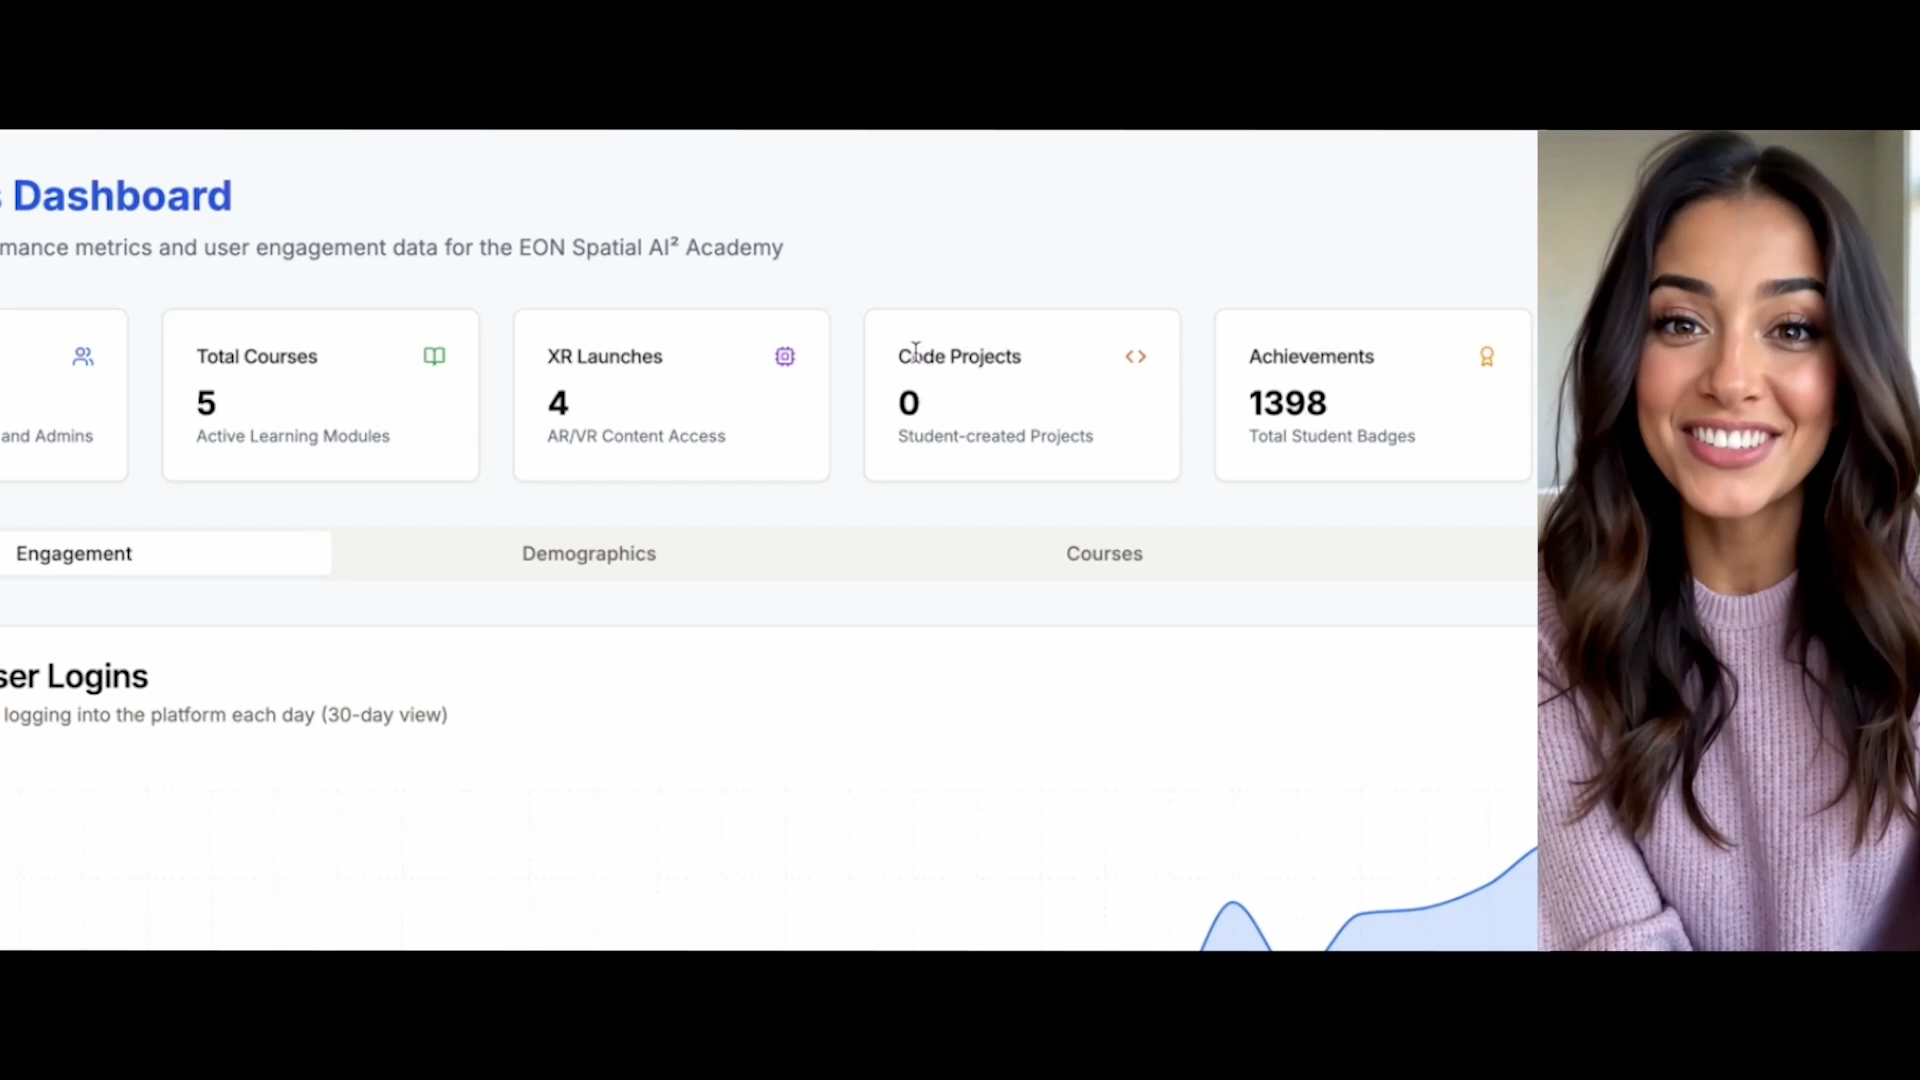 s Dashboard
mance metrics and user engagement data for the EON Spatial AI² Academy
and Admins
Total Courses
5
Active Learning Modules
XR Launches
4
AR/VR Content Access
Code Projects
0
Student-created Projects
Achievements
1398
Total Student Badges
Engagement
Demographics
Courses
ser Logins
logging into the platform each day (30-day view)